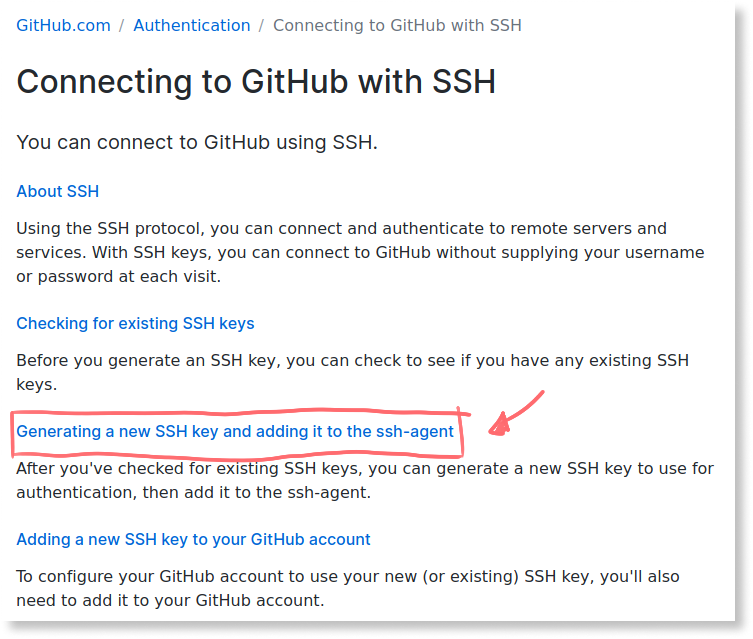 GitHub.com / Authentication / Connecting to GitHub with SSH
Connecting to GitHub with SSH
You can connect to GitHub using SSH.
About SSH
Using the SSH protocol, you can connect and authenticate to remote servers and
services. With SSH keys, you can connect to GitHub without supplying your username
or password at each visit.
Checking for existing SSH keys
Before you generate an SSH key, you can check to see if you have any existing SSH
keys.
Generating a new SSH key and adding it to the ssh-agent
After you've checked for existing SSH keys, you can generate a new SSH key to use for
authentication, then add it to the ssh-agent.
Adding a new SSH key to your GitHub account
To configure your GitHub account to use your new (or existing) SSH key, you'll also
need to add it to your GitHub account.